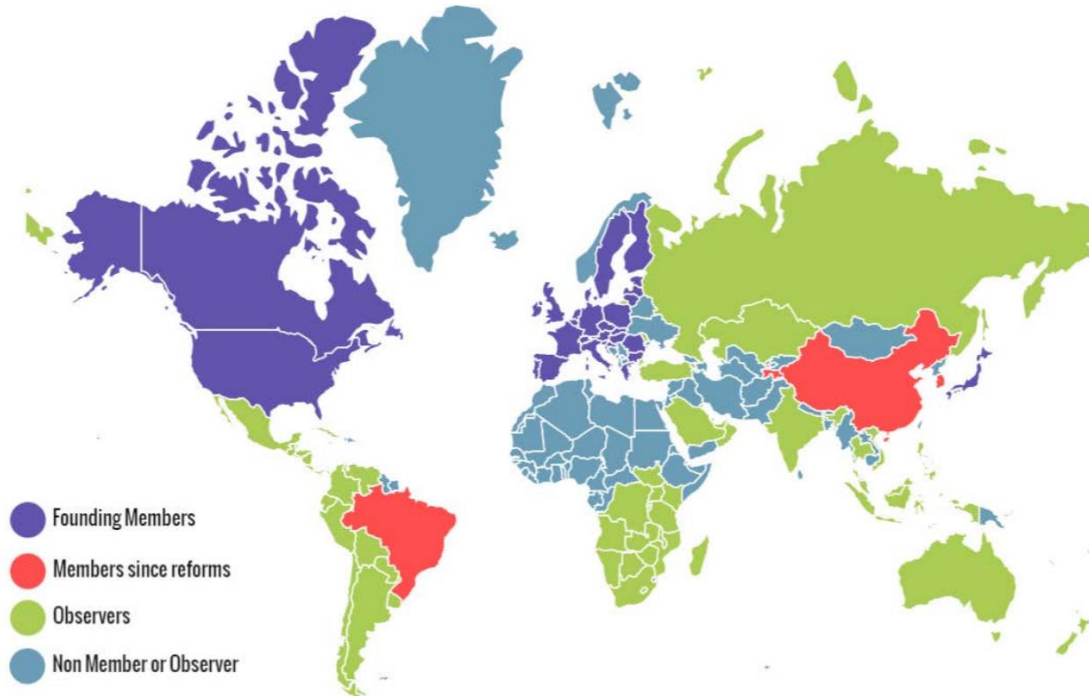 Founding Members
Members since reforms
Observers
Non Member or Observer